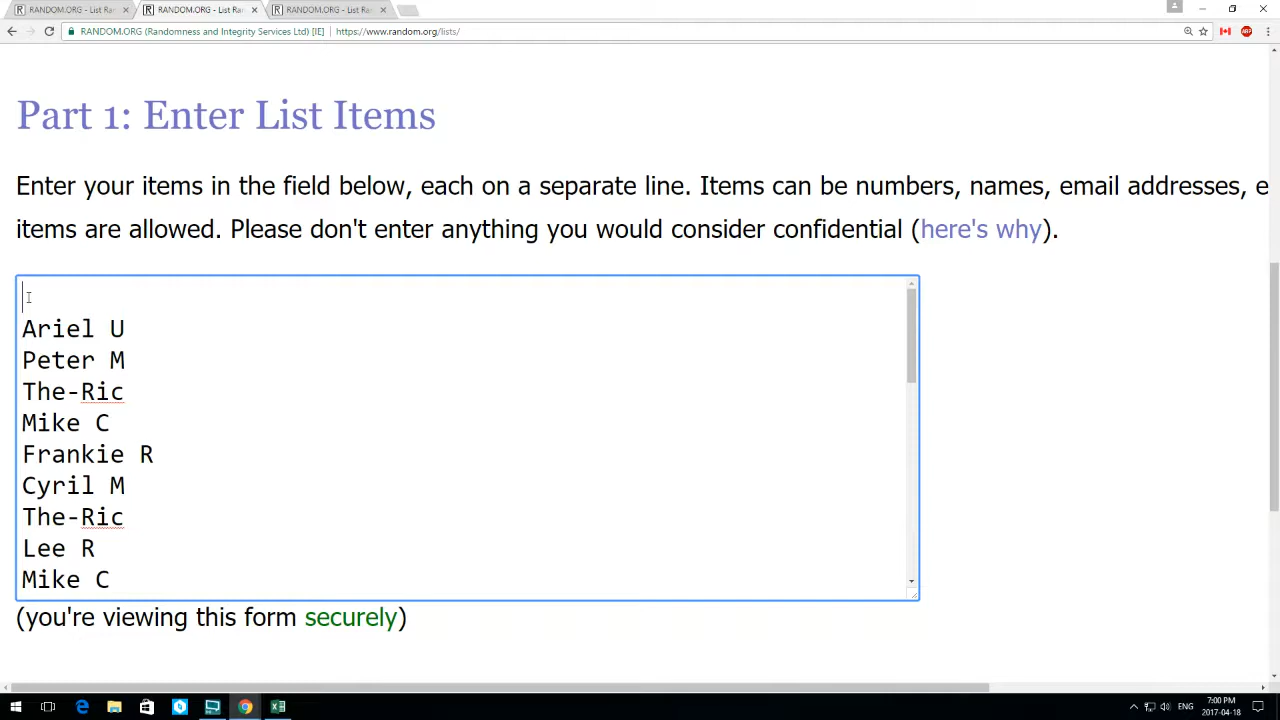 RANDOM.ORG - List Ra
RANDOM.ORG - List Ra
RANDOM.ORG - List Ra
RANDOM.ORG (Randomness and Integrity Services Ltd) [IE]
https://www.random.org/lists/
ABP
Part 1: Enter List Items
Enter your items in the field below, each on a separate line. Items can be numbers, names, email addresses, e
items are allowed. Please don't enter anything you would consider confidential (here's why).
Ariel U
Peter M
The-Ric
Mike C
Frankie R
Cyril M
The-Ric
Lee R
Mike C
(you're viewing this form securely)
ENG
7:00 PM
2017-04-18